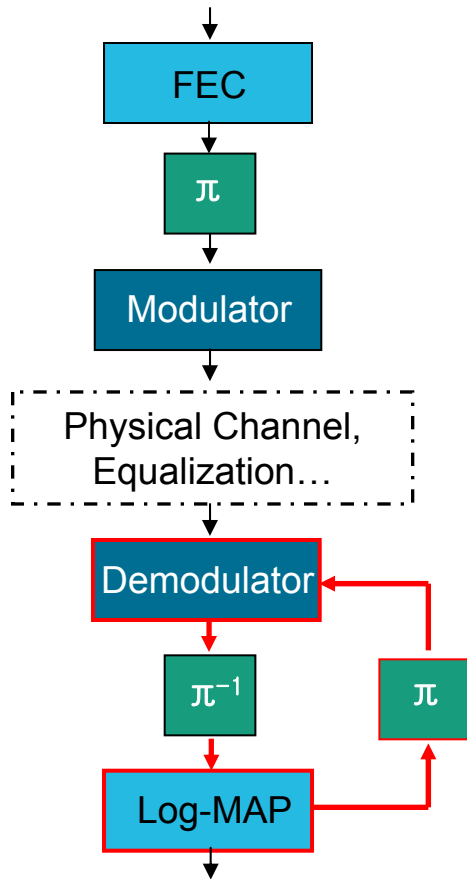 FEC
π
Modulator
Physical Channel,
Equalization…
Demodulator
π⁻¹
π
Log-MAP